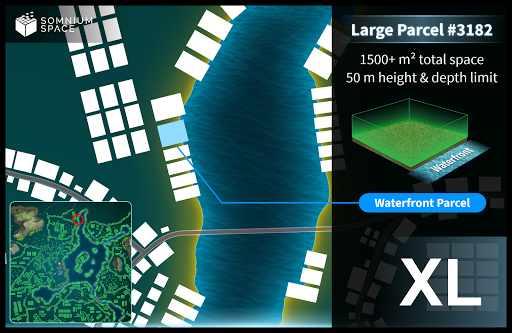 SOMNIUM
SPACE
Large Parcel #3182
1500+ m² total space
50 m height & depth limit
Waterfront
Waterfront Parcel
XL